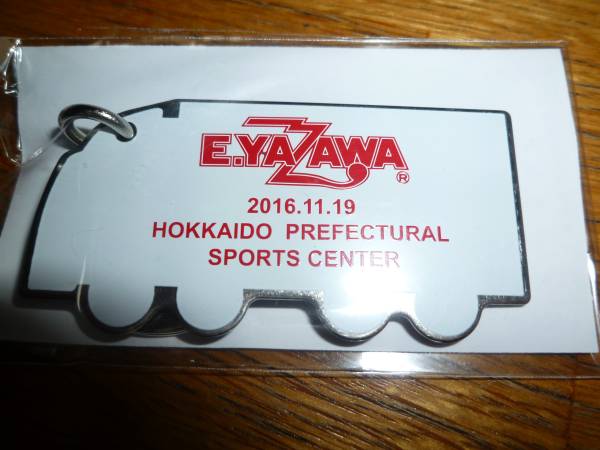 E.YAZAWA®
2016.11.19
HOKKAIDO PREFECTURAL
SPORTS CENTER